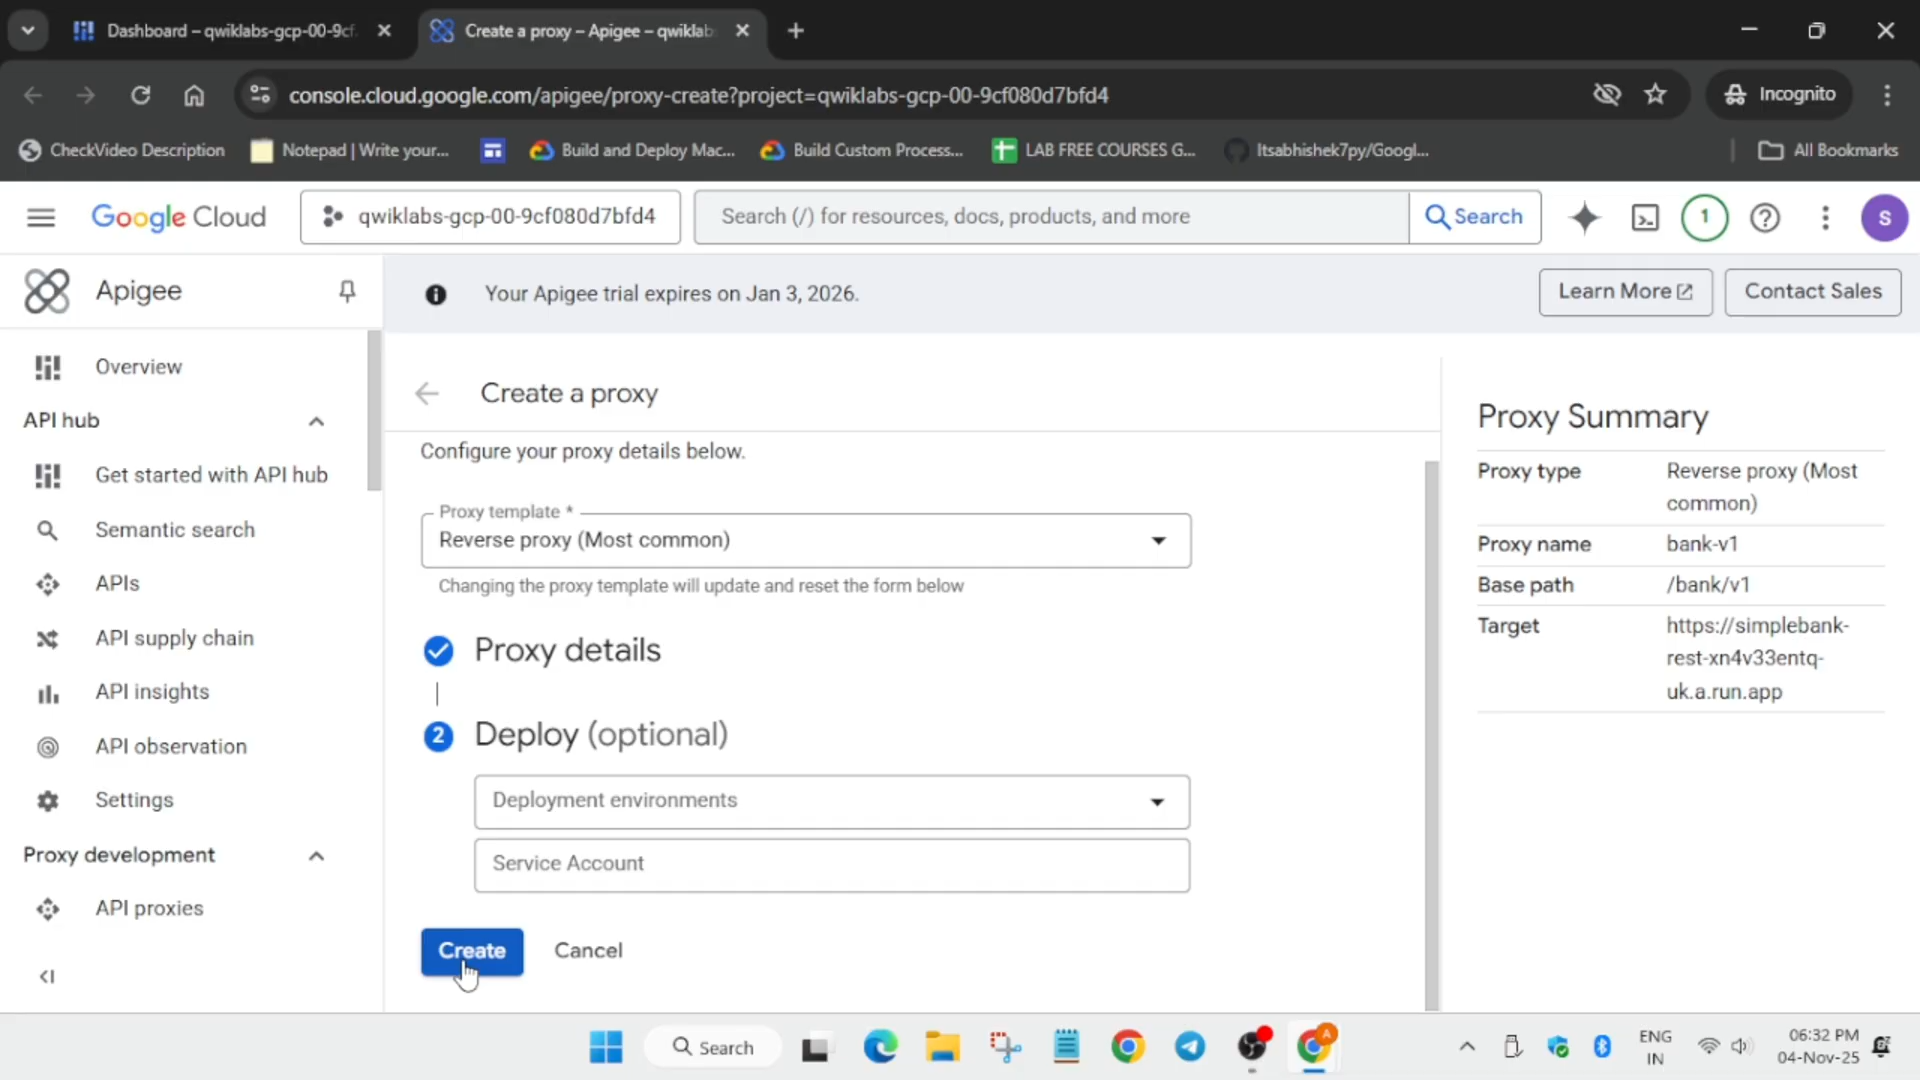 Dashboard – qwiklabs-gcp-00-9cf
Create a proxy – Apigee – qwiklab
console.cloud.google.com/apigee/proxy-create?project=qwiklabs-gcp-00-9cf080d7bfd4
Incognito
CheckVideo Description
Notepad | Write your...
Build and Deploy Mac...
Build Custom Process...
LAB FREE COURSES G...
Itsabhishek7py/Googl...
All Bookmarks
Google Cloud
qwiklabs-gcp-00-9cf080d7bfd4
Search (/) for resources, docs, products, and more
Search
1
S
Apigee
Your Apigee trial expires on Jan 3, 2026.
Learn More
Contact Sales
Overview
API hub
Get started with API hub
Semantic search
APIs
API supply chain
API insights
API observation
Settings
Proxy development
API proxies
Create a proxy
Configure your proxy details below.
Proxy template *
Reverse proxy (Most common)
Changing the proxy template will update and reset the form below
Proxy details
2
Deploy (optional)
Deployment environments
Service Account
Create
Cancel
Proxy Summary
Proxy type
Reverse proxy (Most
common)
Proxy name
bank-v1
Base path
/bank/v1
Target
https://simplebank-
rest-xn4v33entq-
uk.a.run.app
Search
A
ENG
IN
06:32 PM
04-Nov-25